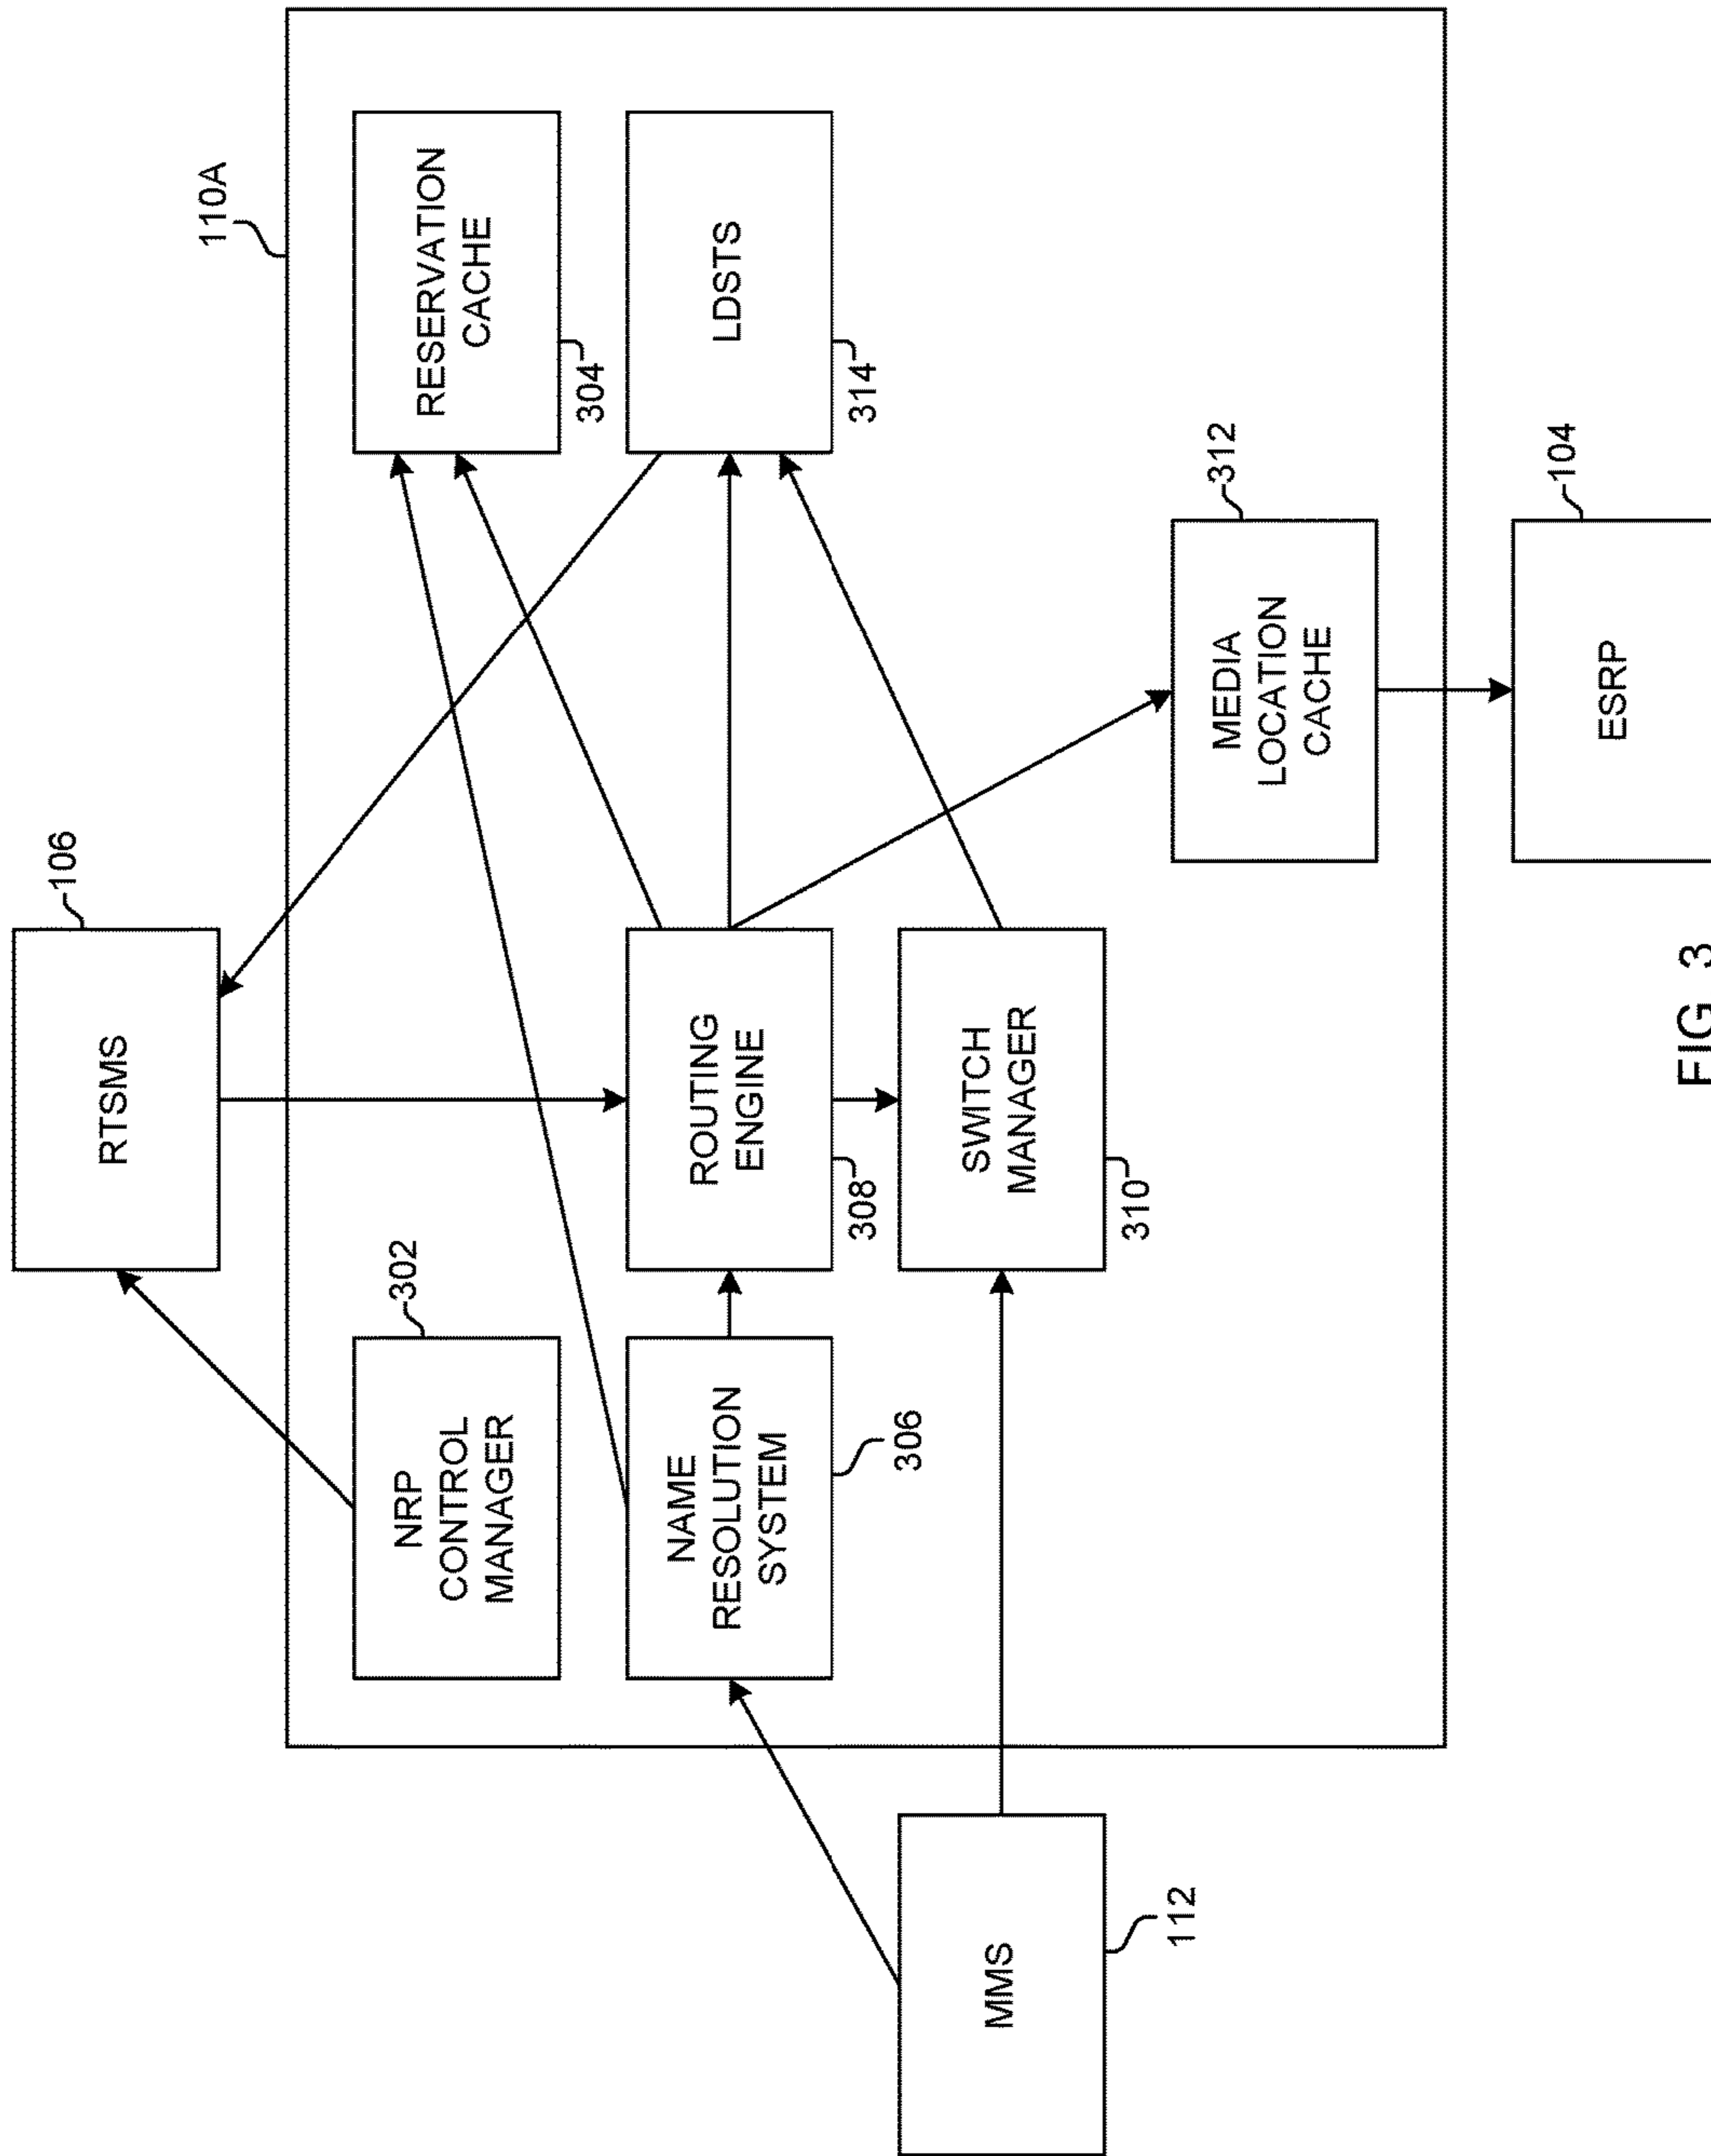 106
RTSMS
110A
302
NRP
CONTROL
MANAGER
RESERVATION
CACHE
304
NAME
RESOLUTION
SYSTEM
306
ROUTING
ENGINE
308
LDSTS
314
MMS
112
SWITCH
MANAGER
310
MEDIA
LOCATION
CACHE
312
ESRP
104
FIG. 3